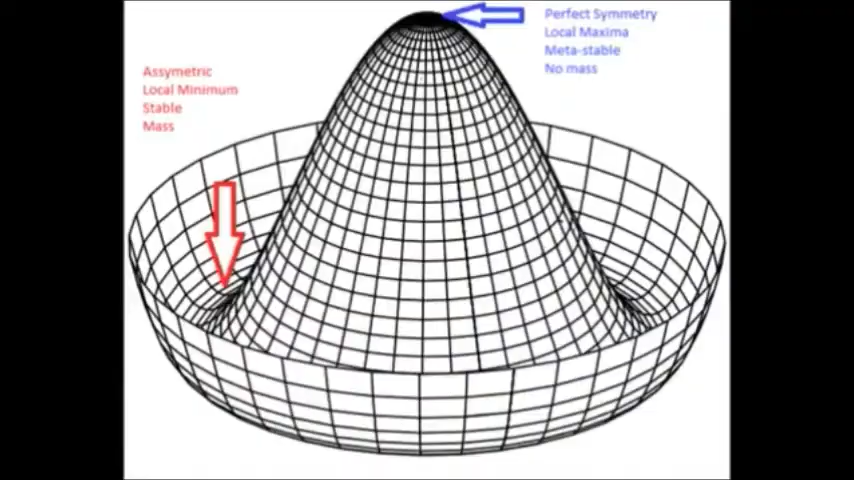 Perfect Symmetry
Local Maxima
Meta-stable
No mass
Assymetric
Local Minimum
Stable
Mass